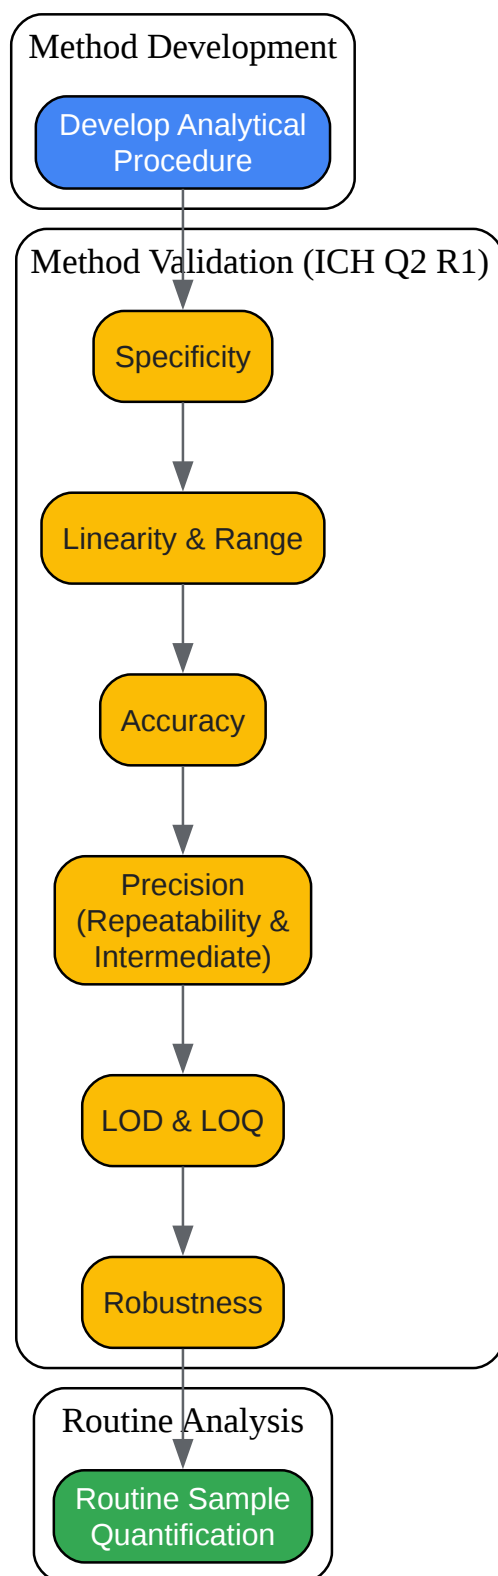 Method Development
Develop Analytical
Procedure
Method Validation (ICH Q2 R1)
Specificity
Linearity & Range
Accuracy
Precision
(Repeatability &
Intermediate)
LOD & LOQ
Robustness
Routine Analysis
Routine Sample
Quantification